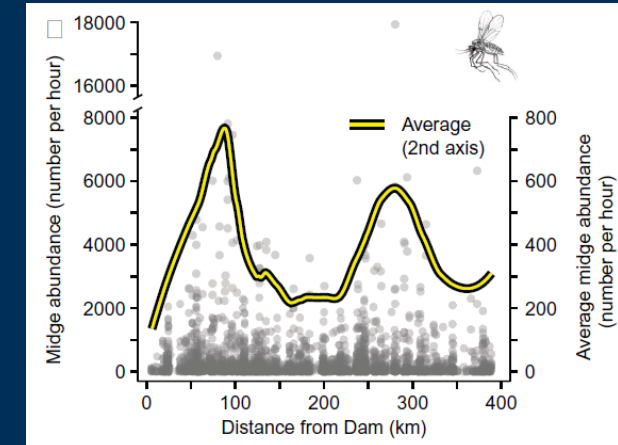 18000
16000
8000
6000
4000
2000
0
Midge abundance (number per hour)
Average
(2nd axis)
800
600
400
200
0
Average midge abundance
(number per hour)
0
100
200
300
400
Distance from Dam (km)